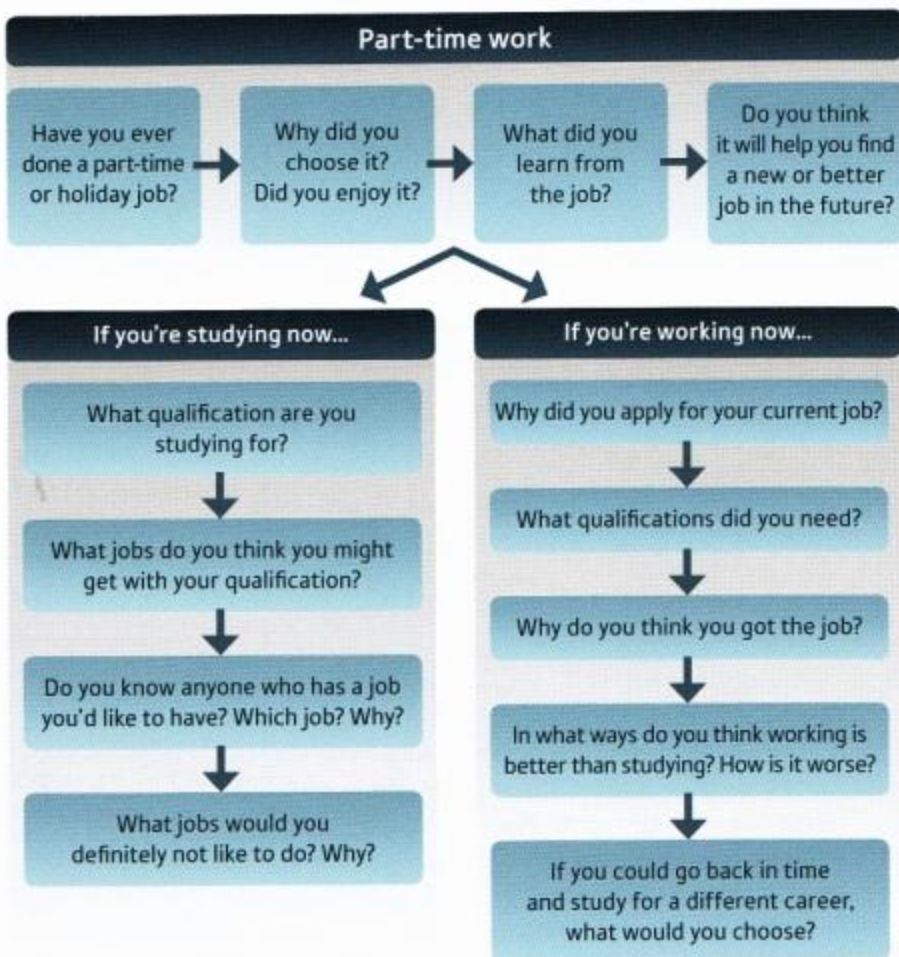 Part-time work
Have you ever
done a part-time
or holiday job?
Why did you
choose it?
Did you enjoy it?
What did you
learn from
the job?
Do you think
it will help you find
a new or better
job in the future?
If you're studying now...
What qualification are you
studying for?
What jobs do you think you might
get with your qualification?
Do you know anyone who has a job
you'd like to have? Which job? Why?
What jobs would you
definitely not like to do? Why?
If you're working now...
Why did you apply for your current job?
What qualifications did you need?
Why do you think you got the job?
In what ways do you think working is
better than studying? How is it worse?
If you could go back in time
and study for a different career,
what would you choose?